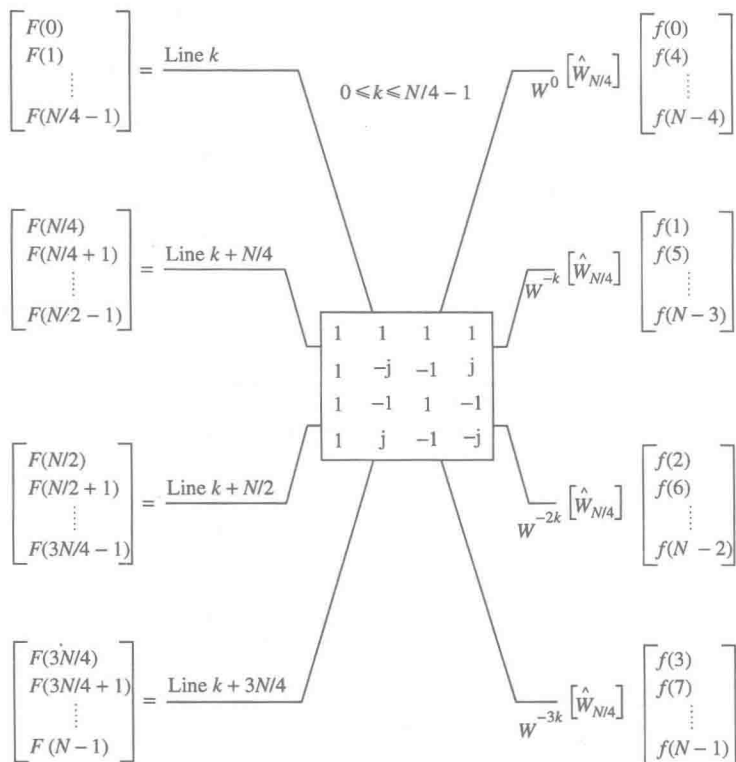 F(0)
F(1)
⋮
F(N/4 − 1)
= Line k
0 ⩽ k ⩽ N/4 − 1
W^0 [Ŵ_{N/4}]
f(0)
f(4)
⋮
f(N − 4)
F(N/4)
F(N/4 + 1)
⋮
F(N/2 − 1)
= Line k + N/4
W^{−k} [Ŵ_{N/4}]
f(1)
f(5)
⋮
f(N − 3)
1 1 1 1
1 −j −1 j
1 −1 1 −1
1 j −1 −j
F(N/2)
F(N/2 + 1)
⋮
F(3N/4 − 1)
= Line k + N/2
W^{−2k} [Ŵ_{N/4}]
f(2)
f(6)
⋮
f(N − 2)
F(3N/4)
F(3N/4 + 1)
⋮
F (N − 1)
= Line k + 3N/4
W^{−3k} [Ŵ_{N/4}]
f(3)
f(7)
⋮
f(N − 1)